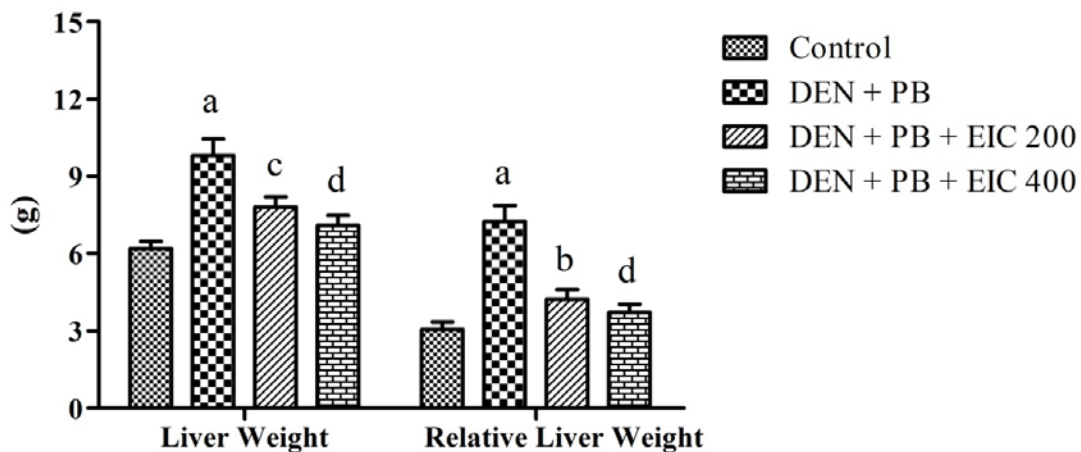 15
12
9
6
3
0
(g)
a
c
d
a
b
d
Liver Weight
Relative Liver Weight
Control
DEN + PB
DEN + PB + EIC 200
DEN + PB + EIC 400